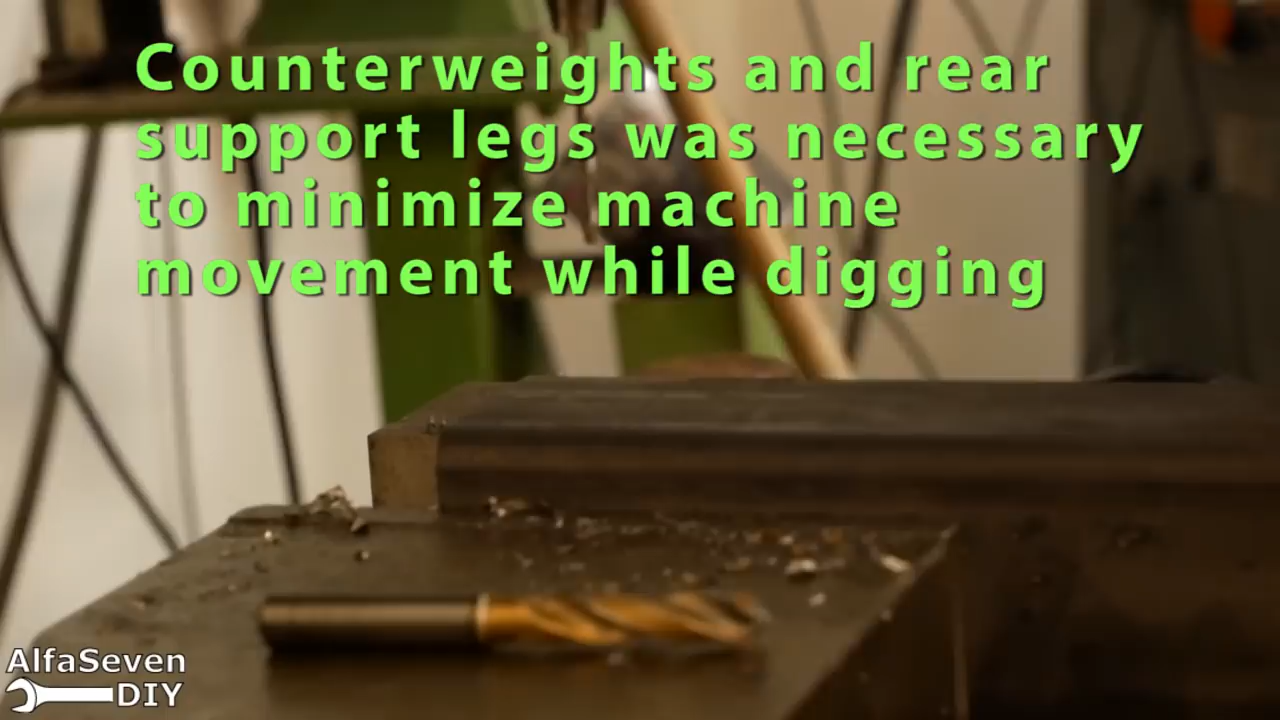 Counterweights and rear
support legs was necessary
to minimize machine
movement while digging
AlfaSeven
DIY